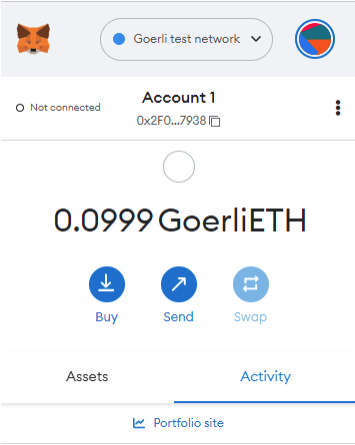 Goerli test network
Not connected
Account 1
0x2F0...7938
0.0999 GoerliETH
Buy
Send
Swap
Assets
Activity
Portfolio site